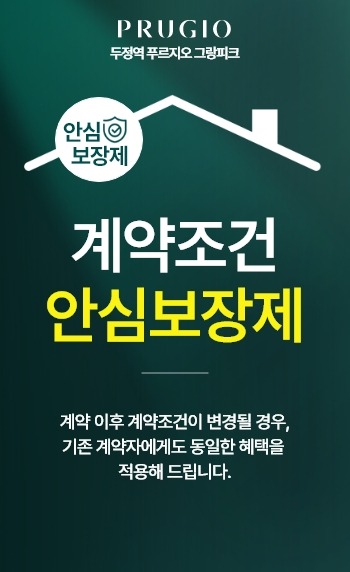 PRUGIO
두정역 푸르지오 그랑피크
안심
보장제
계약조건
안심보장제
계약 이후 계약조건이 변경될 경우,
기존 계약자에게도 동일한 혜택을
적용해 드립니다.